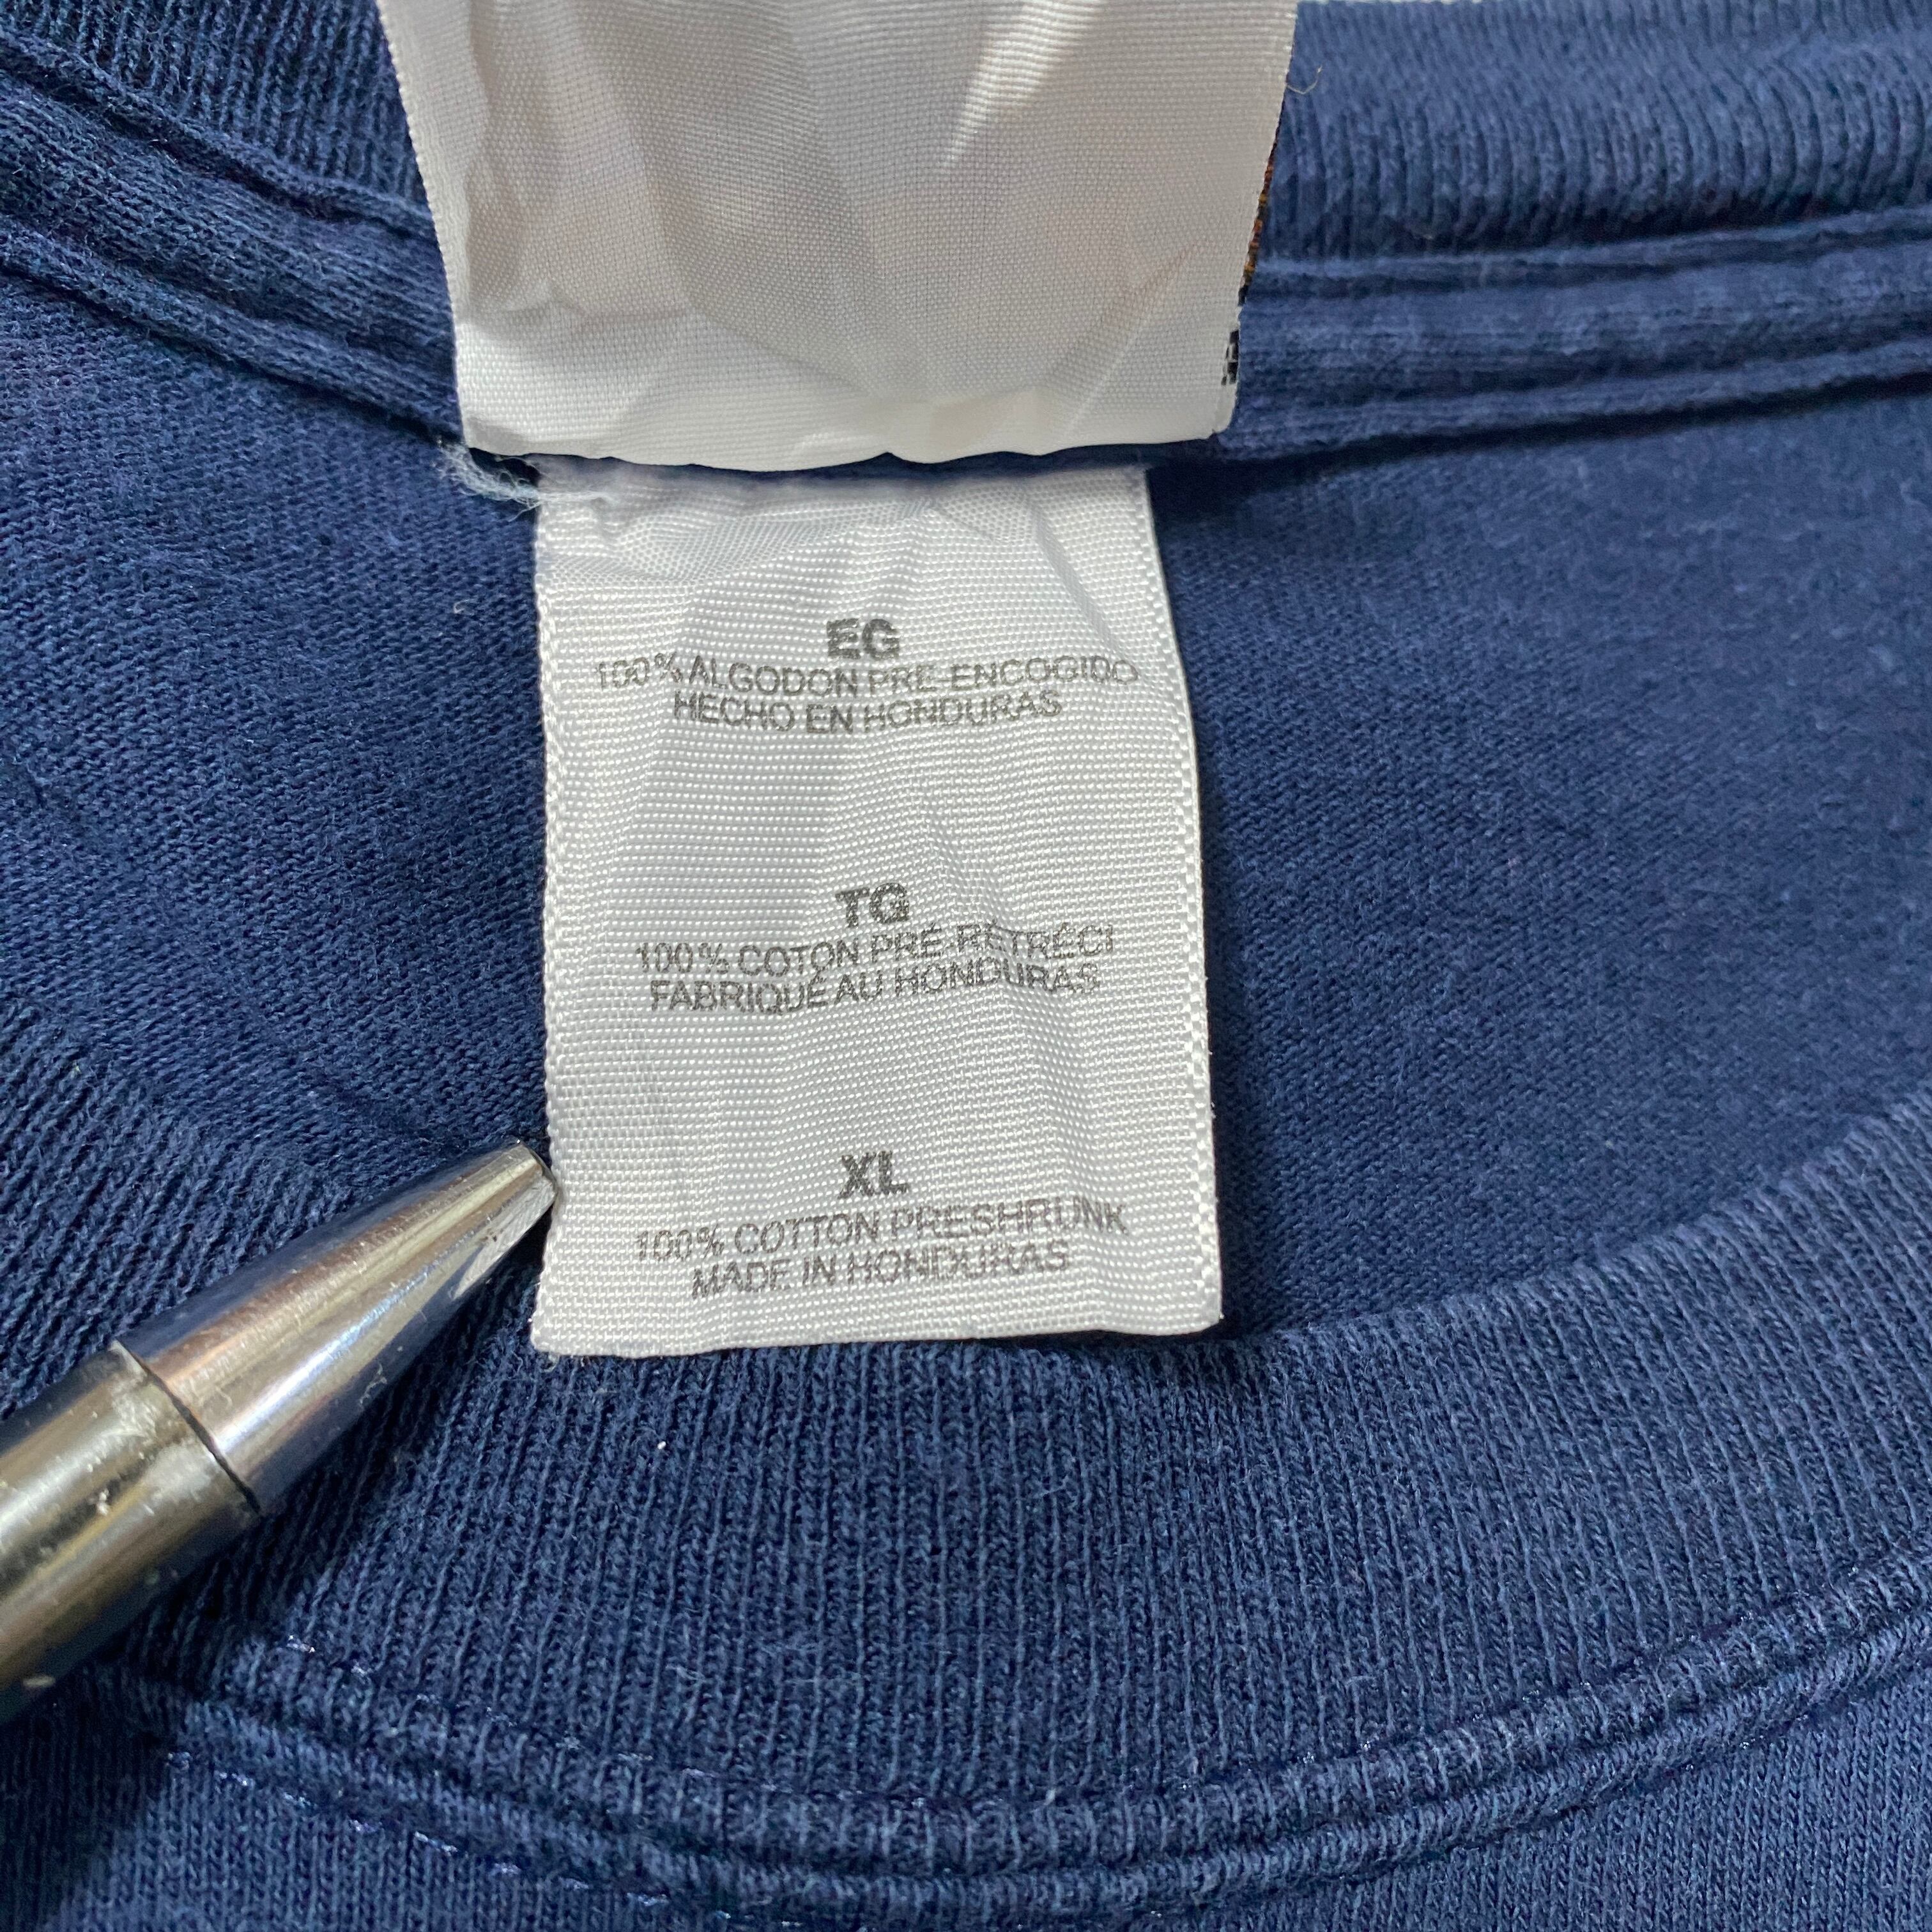 EG
100% ALGODON PRE-ENCOGIDO
HECHO EN HONDURAS
TG
100% COTON PRÉ-RÉTRÉCI
FABRIQUÉ AU HONDURAS
XL
100% COTTON PRESHRUNK
MADE IN HONDURAS